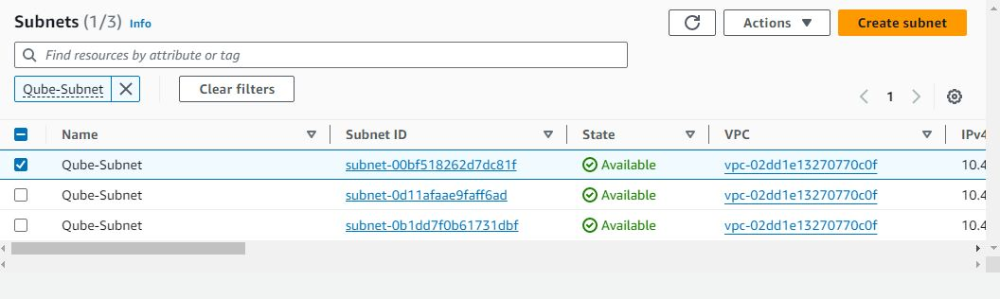 Subnets (1/3) Info
Actions
Create subnet
Find resources by attribute or tag
Qube-Subnet
Clear filters
1
Name Subnet ID State VPC IPv4
Qube-Subnet subnet-00bf518262d7dc81f Available vpc-02dd1e13270770c0f 10.4
Qube-Subnet subnet-0d11afaae9faff6ad Available vpc-02dd1e13270770c0f 10.4
Qube-Subnet subnet-0b1dd7f0b61731dbf Available vpc-02dd1e13270770c0f 10.4